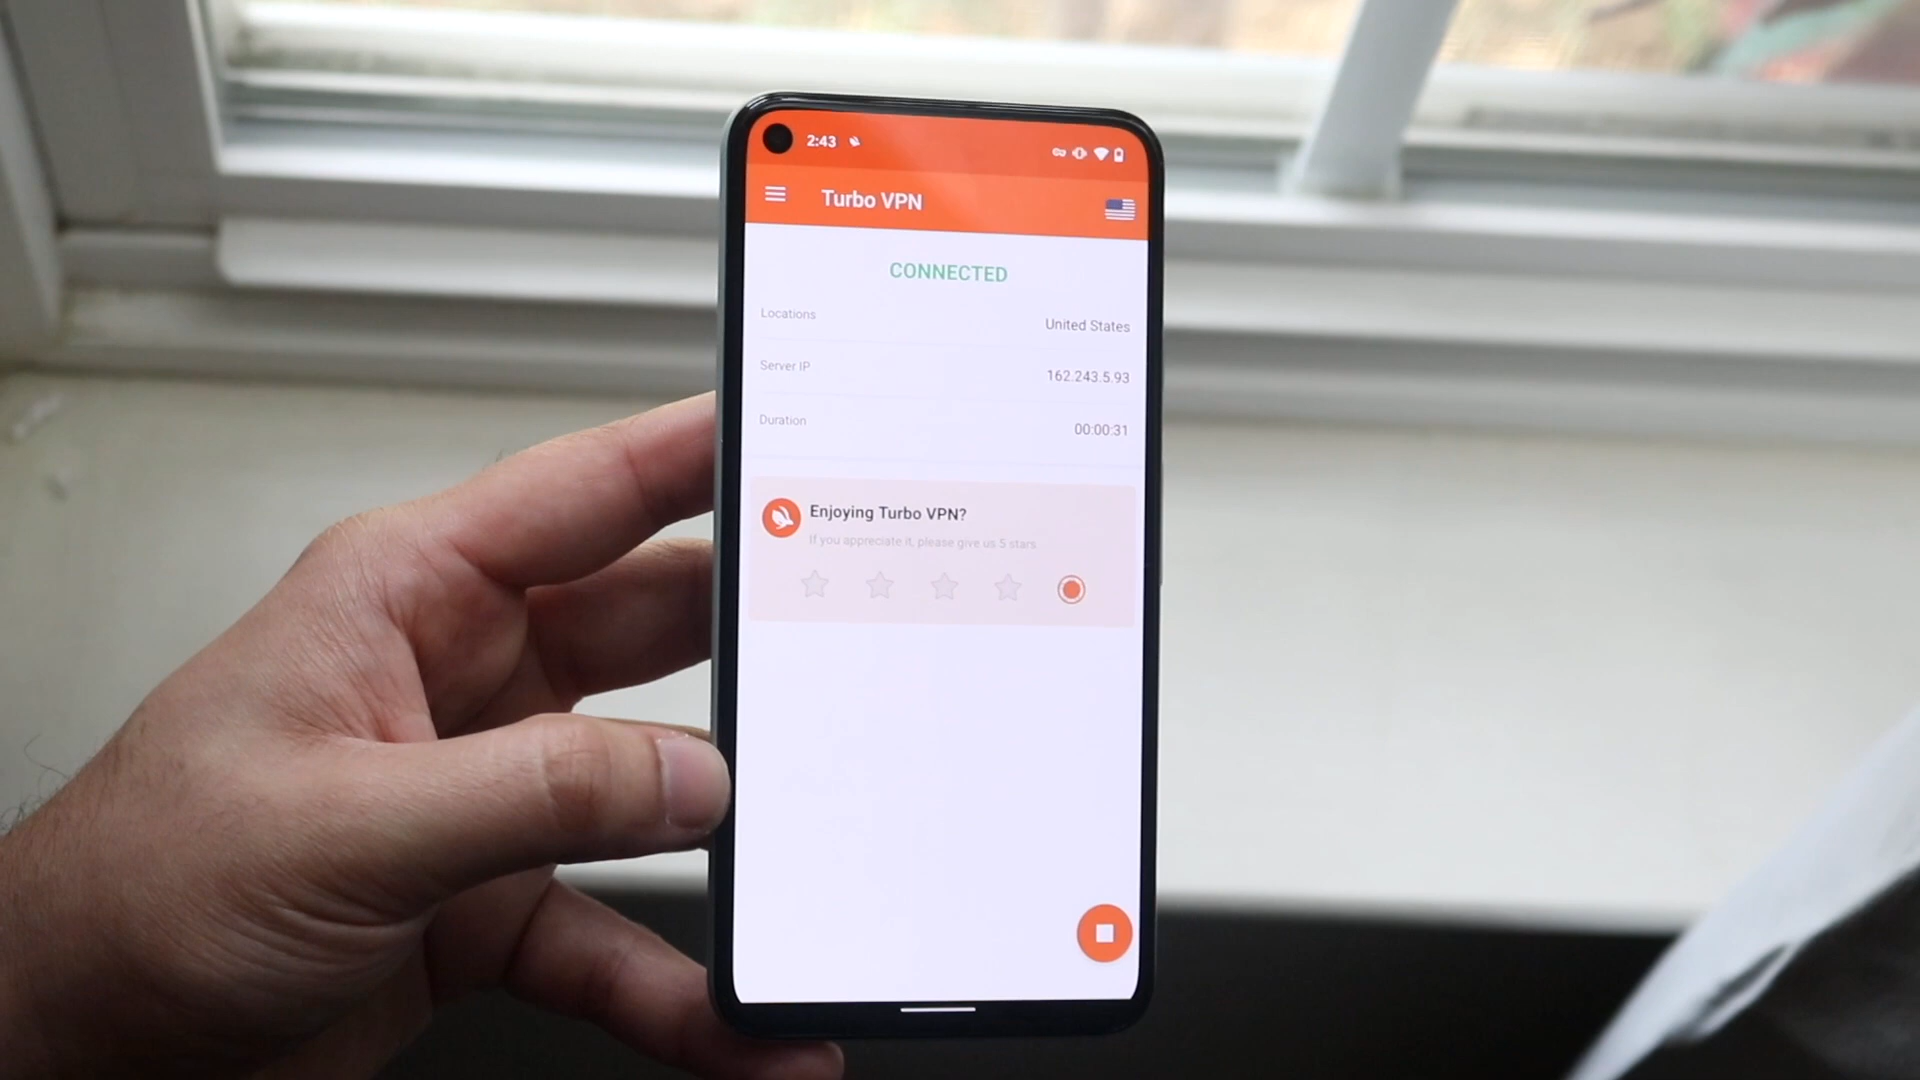 2:43
Turbo VPN
CONNECTED
Locations United States
Server IP 162.243.5.93
Duration 00:00:31
Enjoying Turbo VPN?
If you appreciate it, please give us 5 stars.